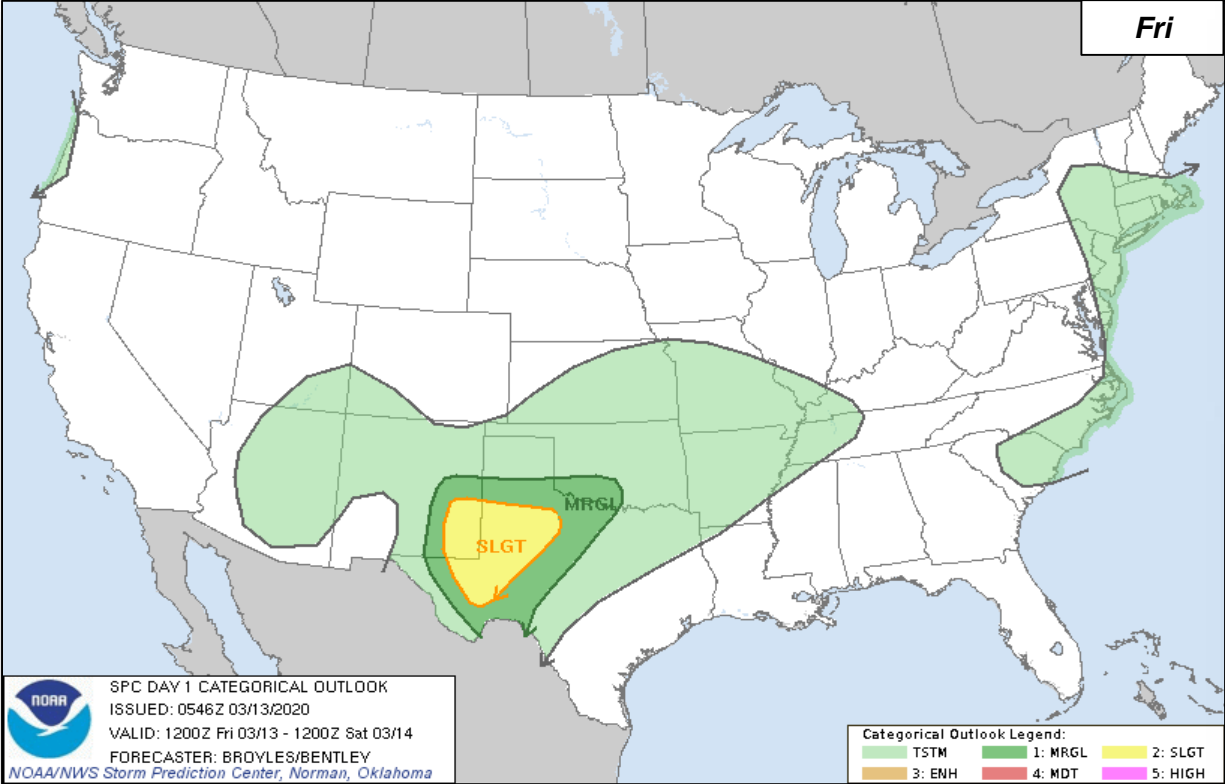 Fri
MRGL
SLGT
NOAA
SPC DAY 1 CATEGORICAL OUTLOOK
ISSUED: 0546Z 03/13/2020
VALID: 1200Z Fri 03/13 - 1200Z Sat 03/14
FORECASTER: BROYLES/BENTLEY
NOAA/NWS Storm Prediction Center, Norman, Oklahoma
Categorical Outlook Legend:
TSTM 1: MRGL 2: SLGT
3: ENH 4: MDT 5: HIGH